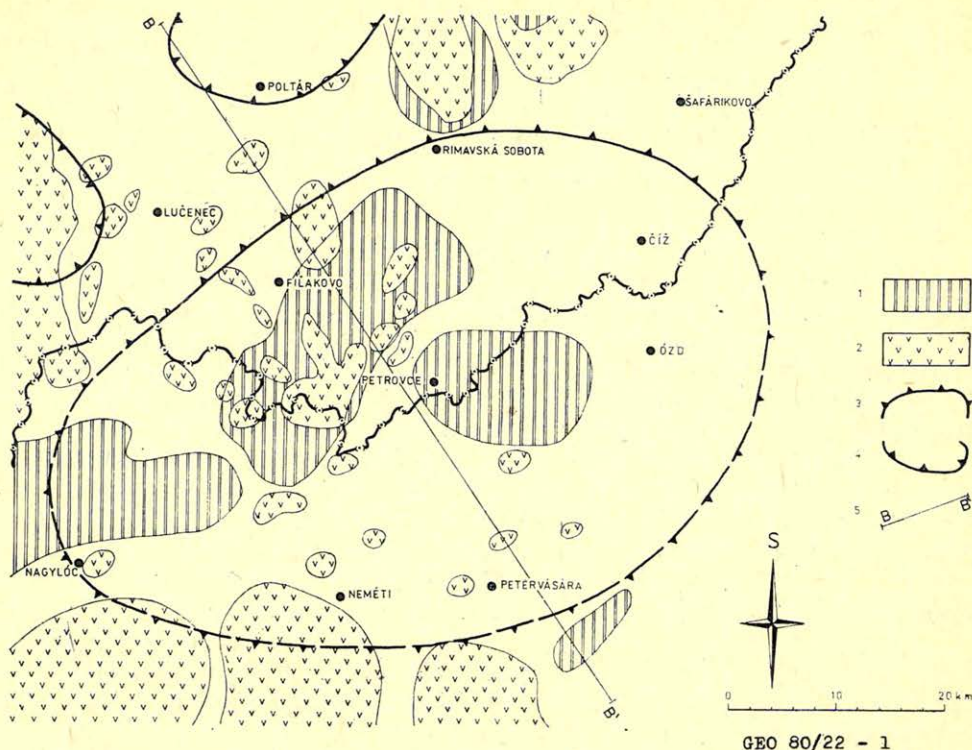 B
POLTÁR
ŠAFÁRIKOVO
RIMAVSKÁ SOBOTA
LUČENEC
ČÍŽ
FIĽAKOVO
1
ÓZD
2
PETROVCE
3
4
5 B B'
S
NAGYLÓC
NEMÉTI
PETERVÁSÁRA
B'
0 10 20 km
GEO 80/22 - 1